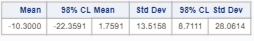 Mean 98% CL Mean Std Dev 98% CL Std Dev
-10.3000 -22.3591 1.7591 13.5158 8.7111 28.0614